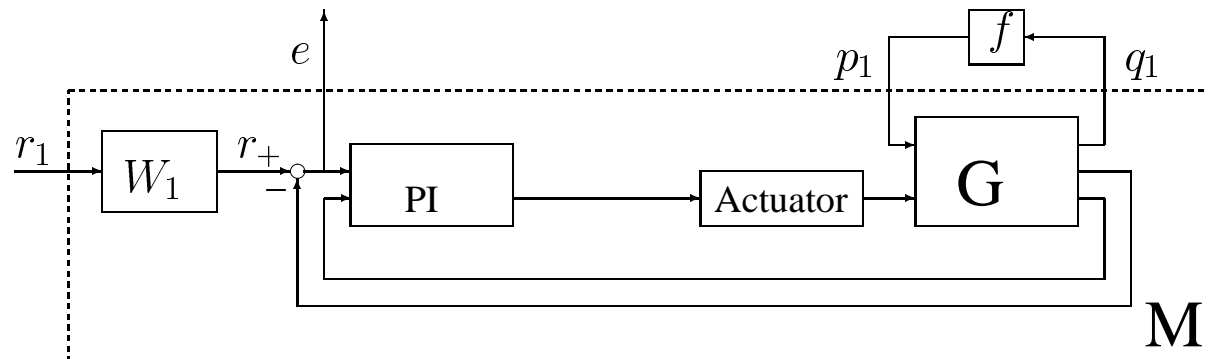 f
e
p₁
q₁
r₁
W₁
r
+
−
PI
Actuator
G
M